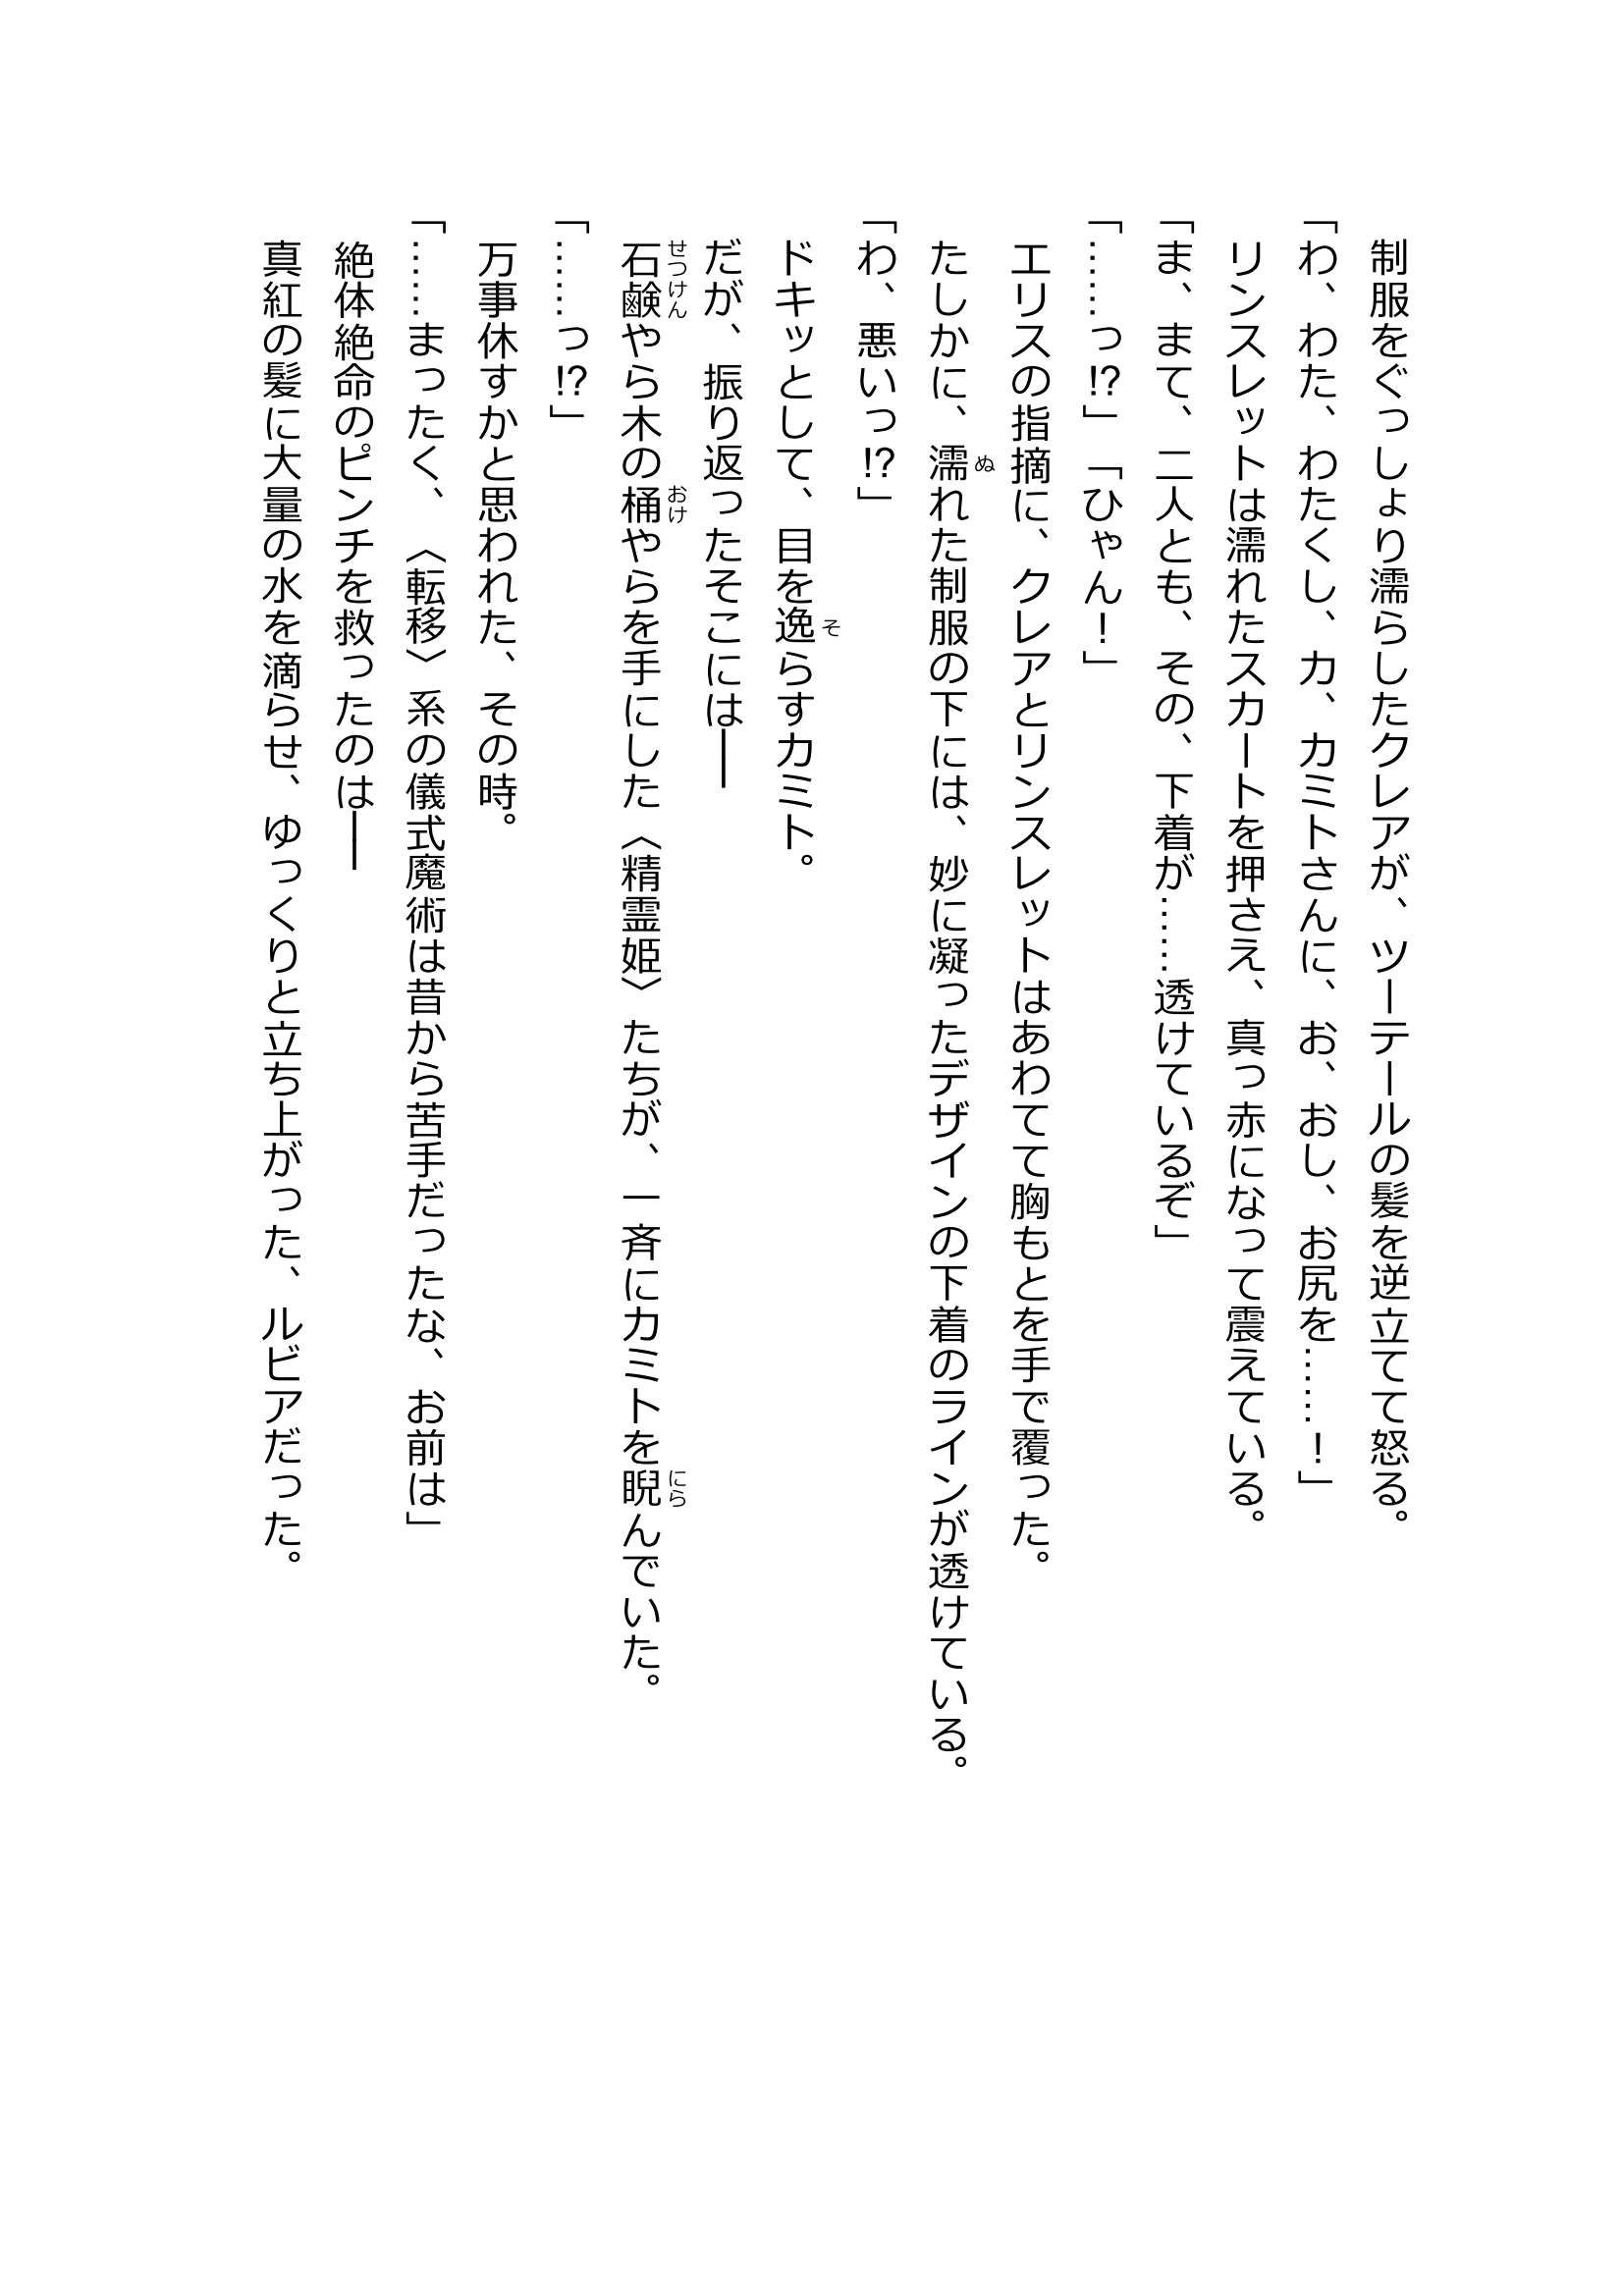 制服をぐっしょり濡らしたクレアが、ツーテールの髪を逆立てて怒る。
「わ、わた、わたくし、カ、カミトさんに、お、おし、お尻を……！」
リンスレットは濡れたスカートを押さえ、真っ赤になって震えている。
「ま、まて、二人とも、その、下着が……透けているぞ」
「……っ!?」「ひゃん！」
エリスの指摘に、クレアとリンスレットはあわてて胸もとを手で覆った。
たしかに、濡れた制服の下には、妙に凝ったデザインの下着のラインが透けている。
「わ、悪いっ!?」
ドキッとして、目を逸らすカミト。
だが、振り返ったそこには──
石鹸やら木の桶やらを手にした〈精霊姫〉たちが、一斉にカミトを睨んでいた。
「……っ!?」
万事休すかと思われた、その時。
「……まったく、〈転移〉系の儀式魔術は昔から苦手だったな、お前は」
絶体絶命のピンチを救ったのは──
真紅の髪に大量の水を滴らせ、ゆっくりと立ち上がった、ルビアだった。